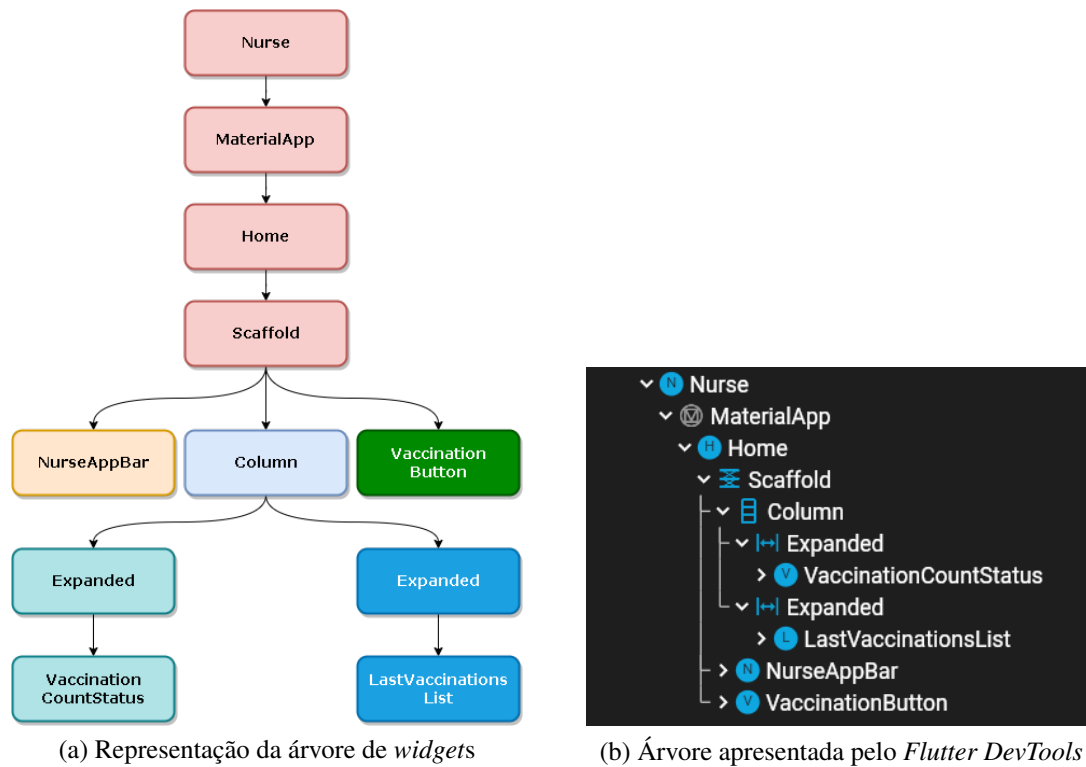 Nurse
MaterialApp
Home
Scaffold
NurseAppBar
Column
Vaccination
Button
Expanded
Expanded
Vaccination
CountStatus
LastVaccinations
List
(a) Representação da árvore de widgets
N Nurse
M MaterialApp
H Home
Scaffold
Column
Expanded
V VaccinationCountStatus
Expanded
L LastVaccinationsList
N NurseAppBar
V VaccinationButton
(b) Árvore apresentada pelo Flutter DevTools